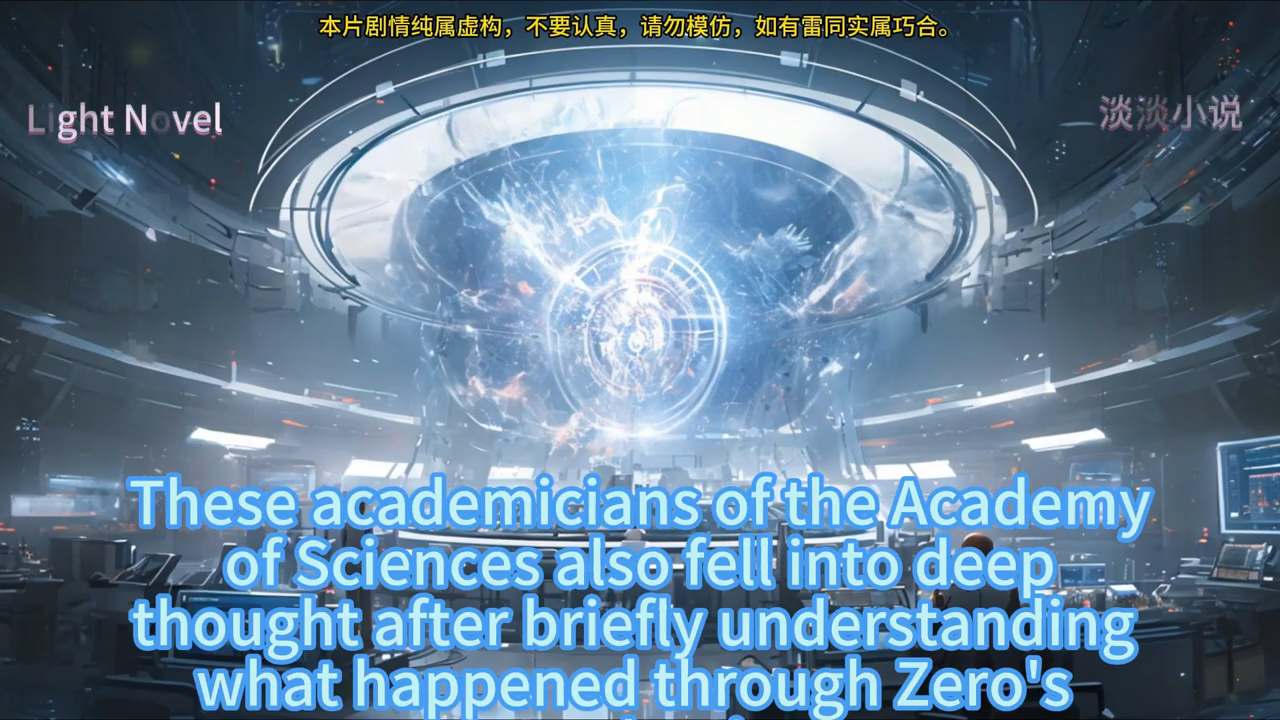 本片剧情纯属虚构，不要认真，请勿模仿，如有雷同实属巧合。
Light Novel
淡淡小说
These academicians of the Academy
of Sciences also fell into deep
thought after briefly understanding
what happened through Zero's